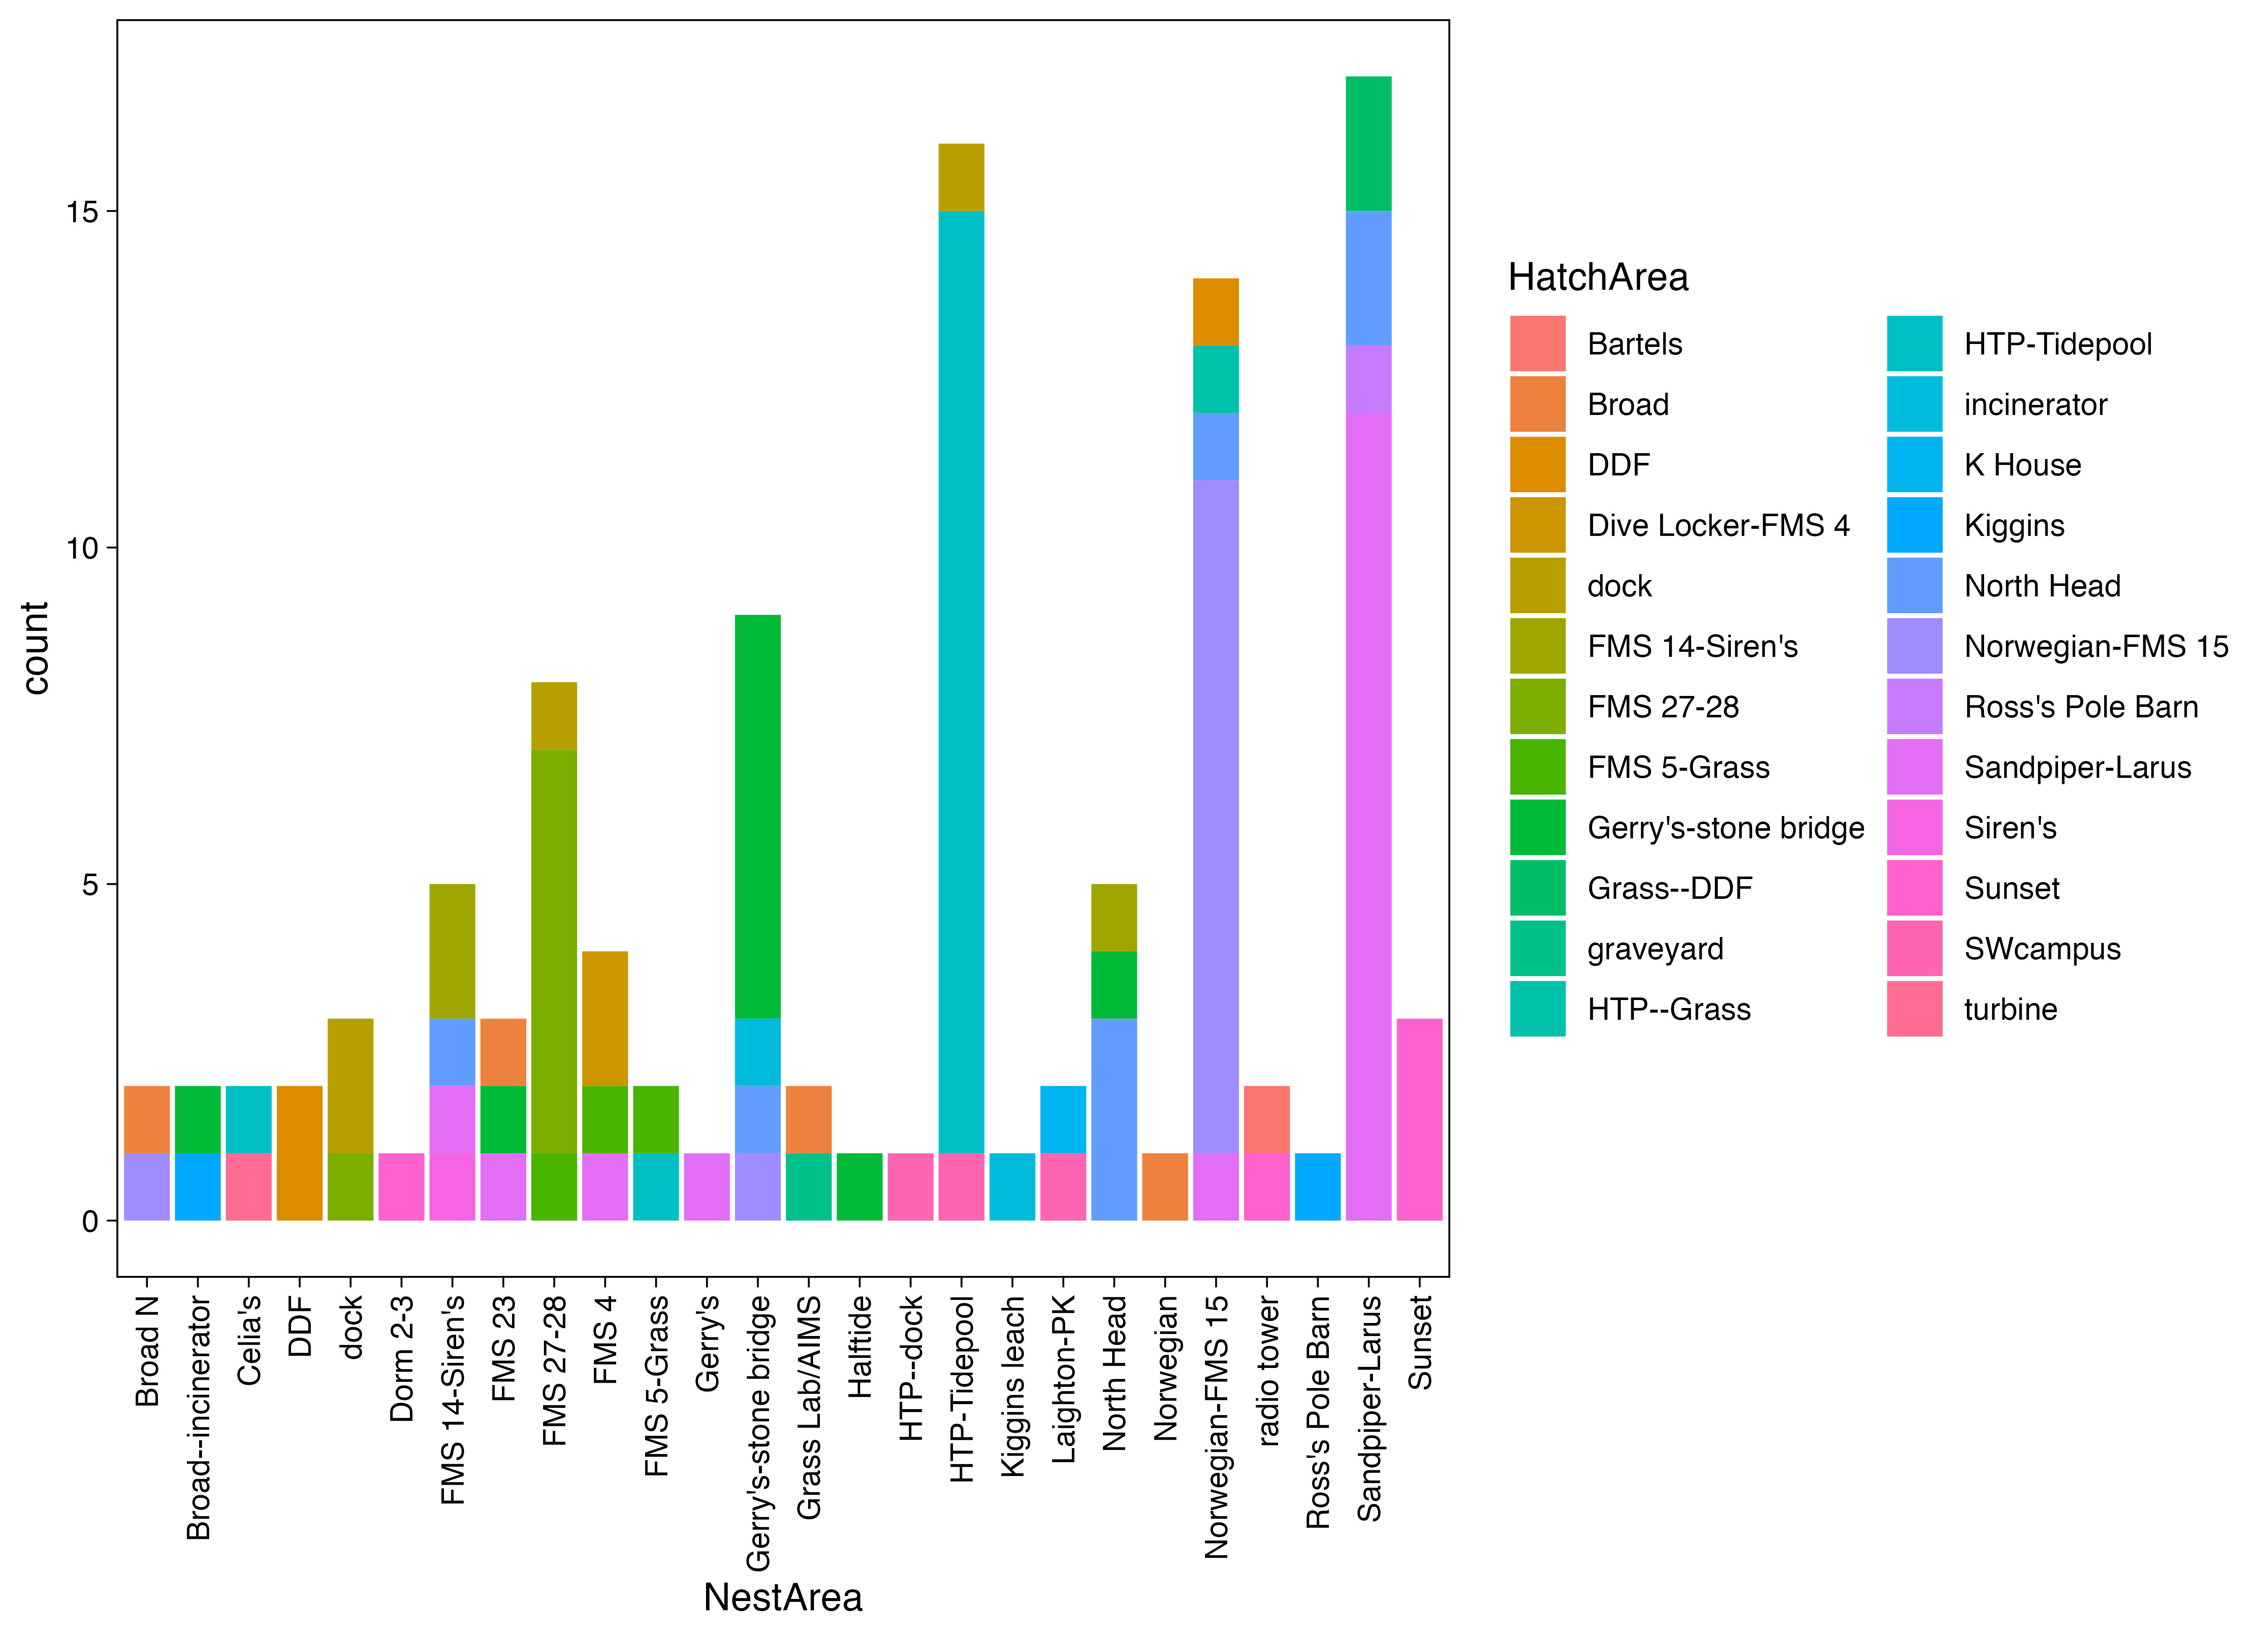 15
10
5
0
count
Broad N
Broad--incinerator
Celia's
DDF
dock
Dorm 2-3
FMS 14-Siren's
FMS 23
FMS 27-28
FMS 4
FMS 5-Grass
Gerry's
Gerry's-stone bridge
Grass Lab/AIMS
Halftide
HTP--dock
HTP-Tidepool
Kiggins leach
Laighton-PK
North Head
Norwegian
Norwegian-FMS 15
radio tower
Ross's Pole Barn
Sandpiper-Larus
Sunset
NestArea
HatchArea
Bartels
Broad
DDF
Dive Locker-FMS 4
dock
FMS 14-Siren's
FMS 27-28
FMS 5-Grass
Gerry's-stone bridge
Grass--DDF
graveyard
HTP--Grass
HTP-Tidepool
incinerator
K House
Kiggins
North Head
Norwegian-FMS 15
Ross's Pole Barn
Sandpiper-Larus
Siren's
Sunset
SWcampus
turbine